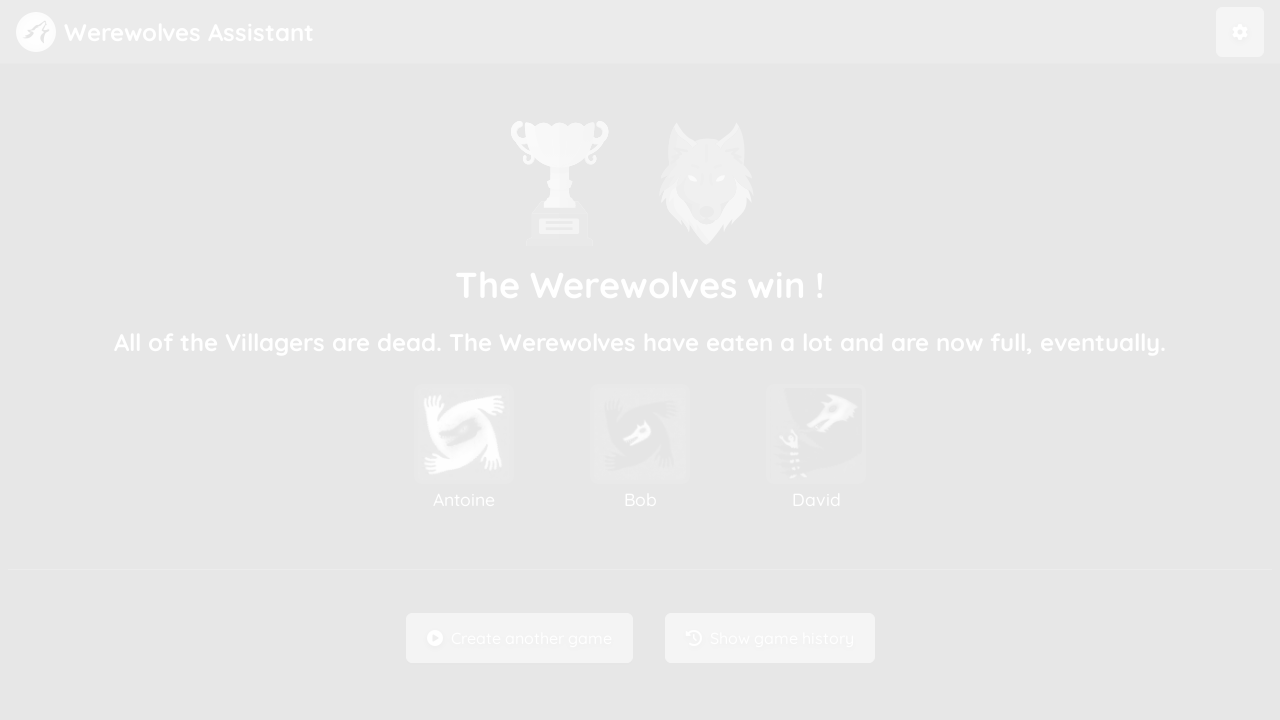 Werewolves Assistant
The Werewolves win !
All of the Villagers are dead. The Werewolves have eaten a lot and are now full, eventually.
Antoine
Bob
David
Create another game
Show game history